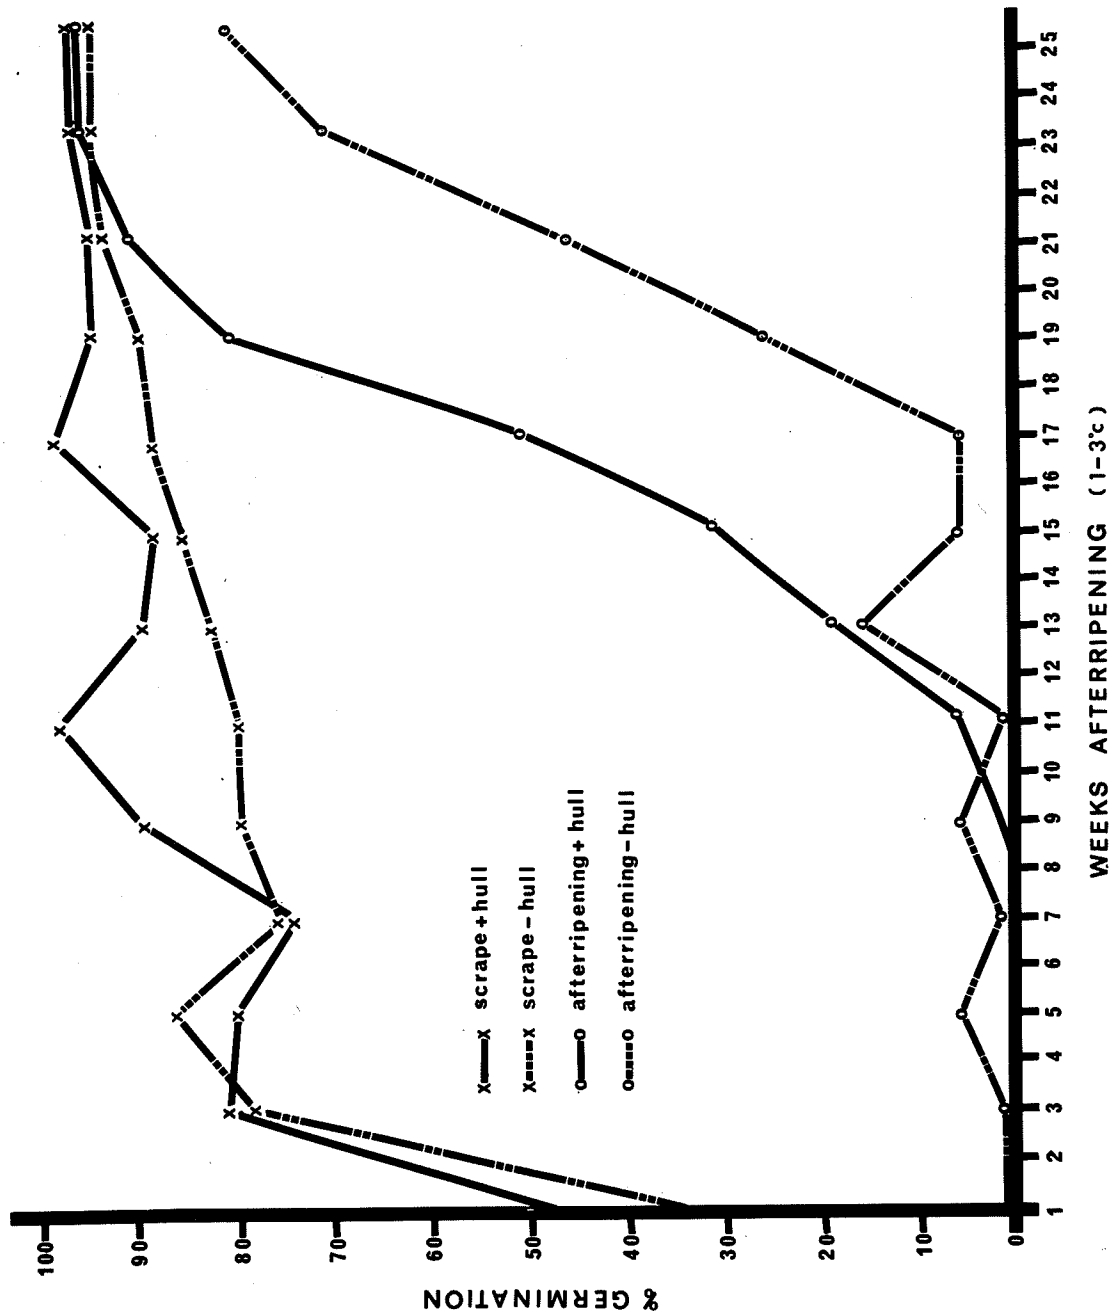 100
90
80
70
60
50
40
30
20
10
0
% GERMINATION
x scrape+hull
x x scrape-hull
o o afterripening+hull
o o afterripening-hull
1 2 3 4 5 6 7 8 9 10 11 12 13 14 15 16 17 18 19 20 21 22 23 24 25
WEEKS AFTERRIPENING (1-3°c)